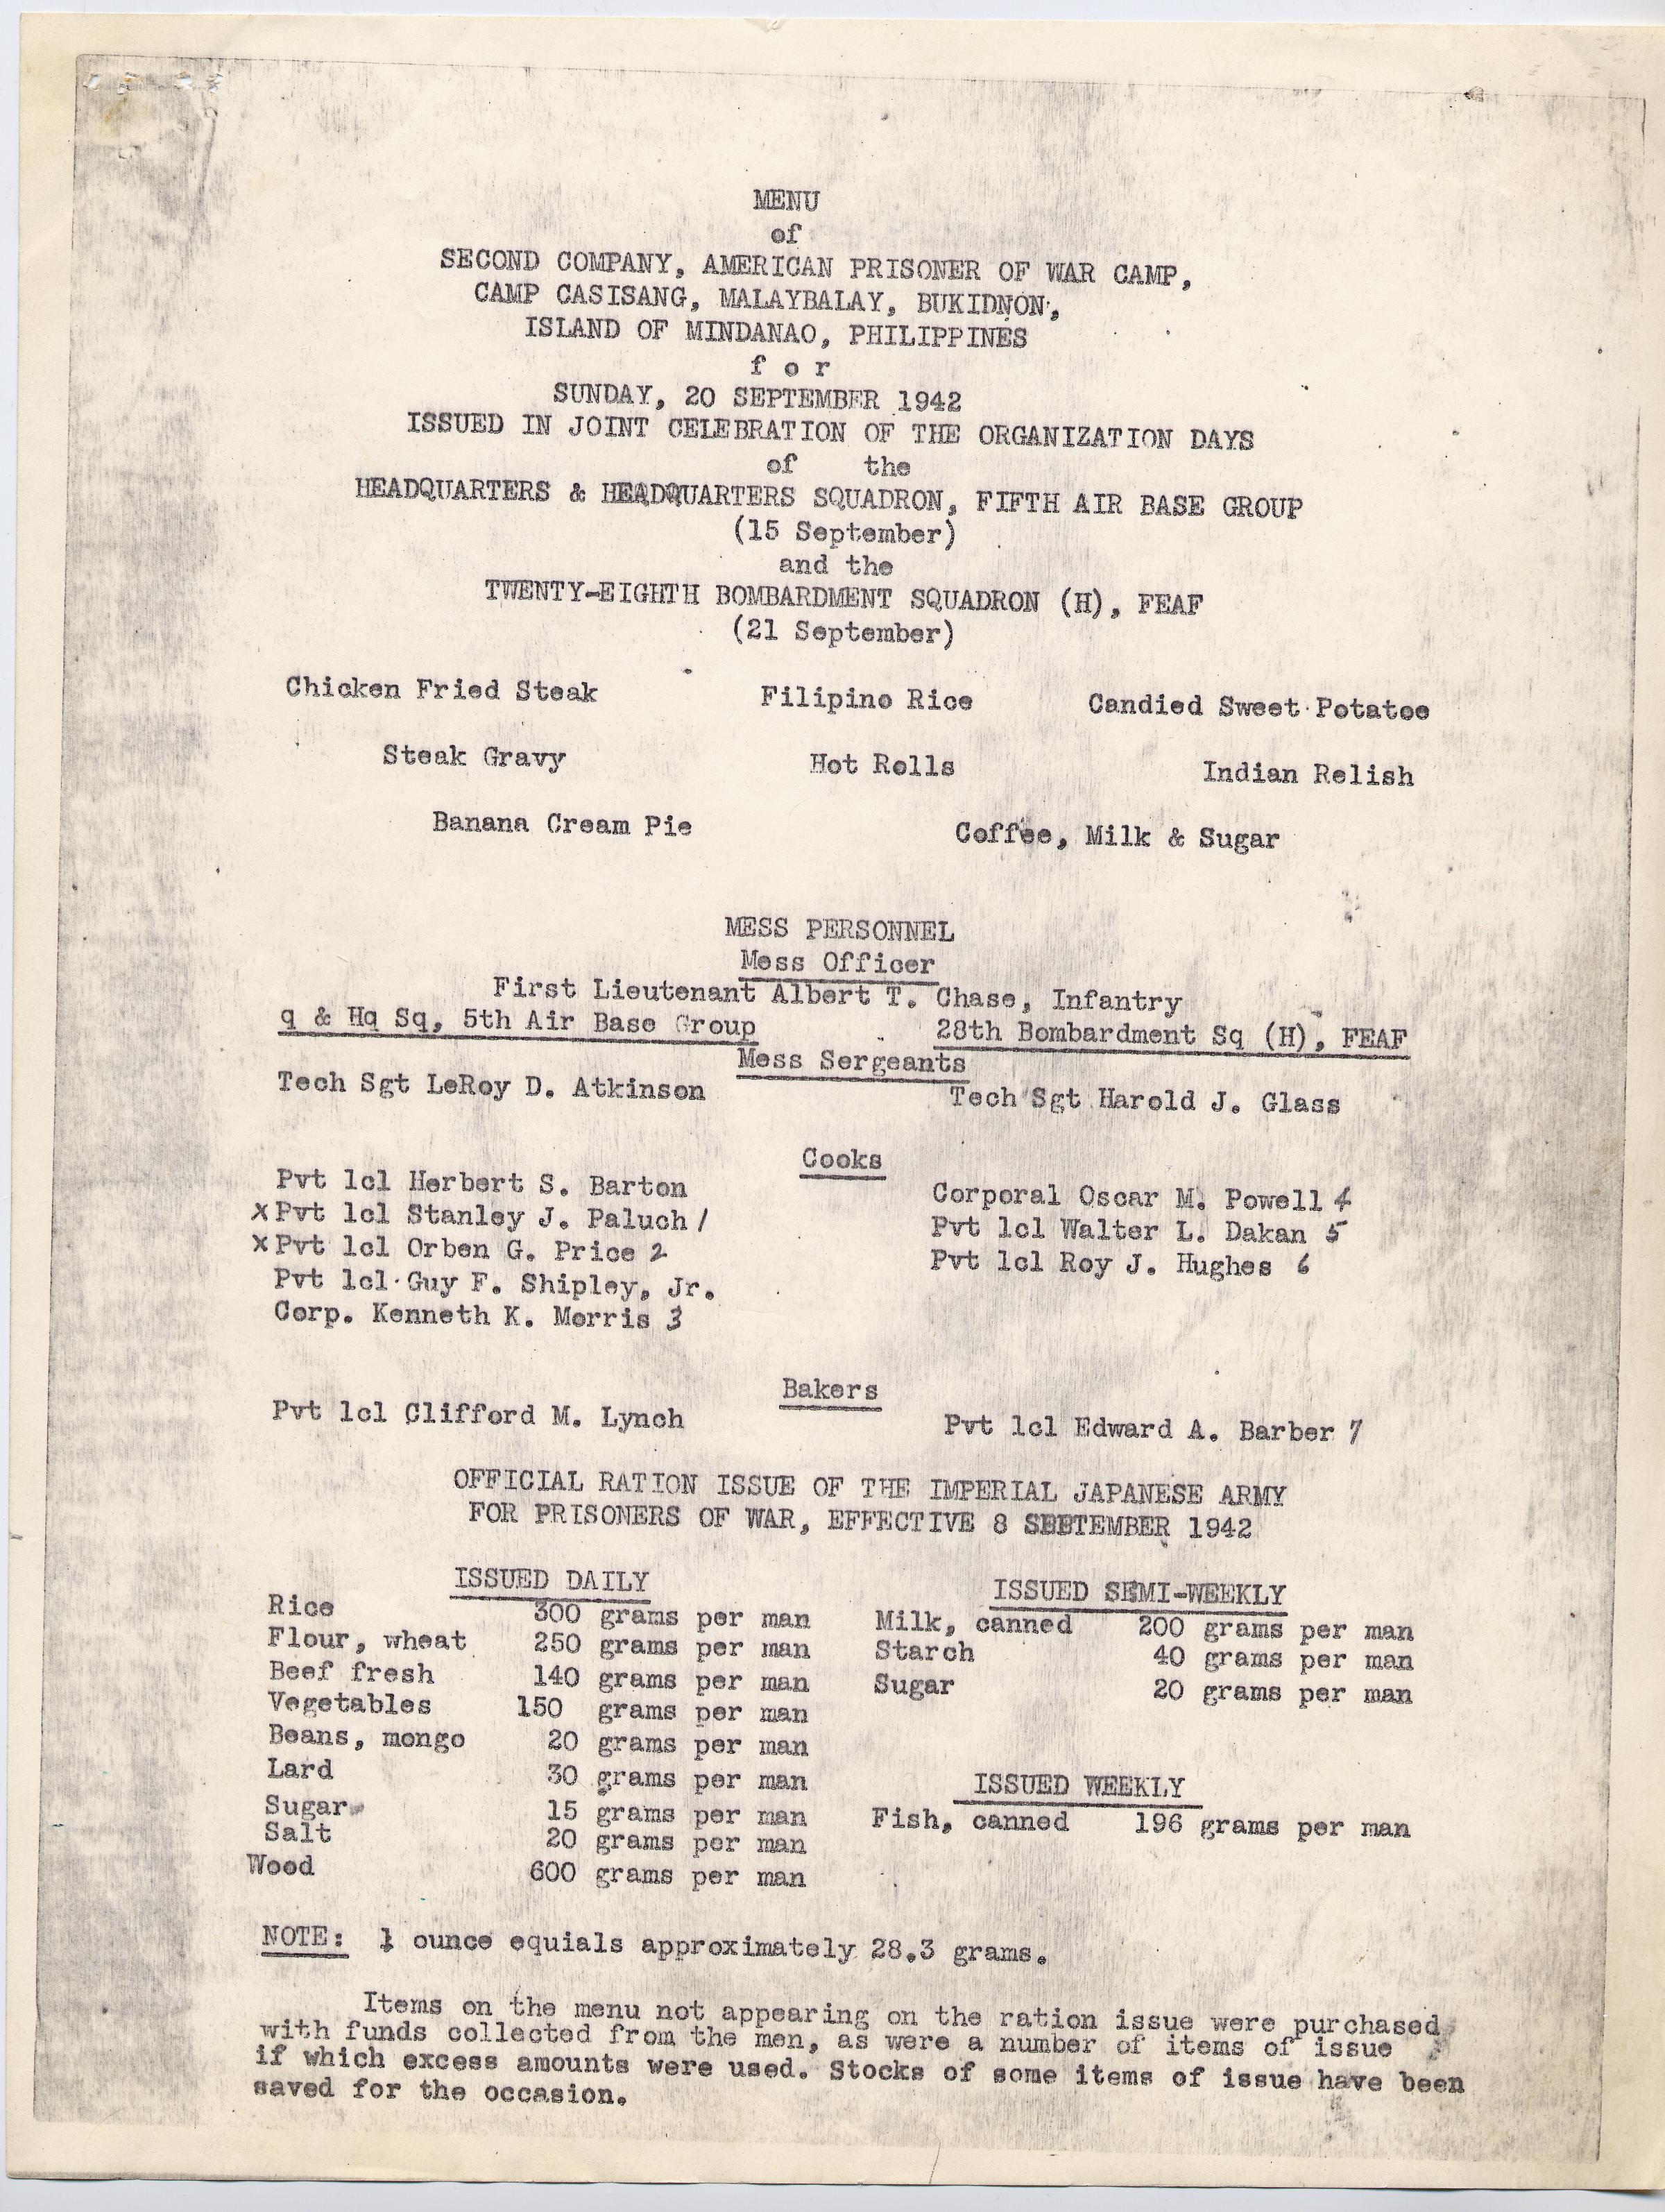 MENU
of
SECOND COMPANY, AMERICAN PRISONER OF WAR CAMP,
CAMP CASISANG, MALAYBALAY, BUKIDNON,
ISLAND OF MINDANAO, PHILIPPINES
f o r
SUNDAY, 20 SEPTEMBER 1942
ISSUED IN JOINT CELEBRATION OF THE ORGANIZATION DAYS
of the
HEADQUARTERS & HEADQUARTERS SQUADRON, FIFTH AIR BASE GROUP
(15 September)
and the
TWENTY-EIGHTH BOMBARDMENT SQUADRON (H), FEAF
(21 September)
Chicken Fried Steak Filipino Rice Candied Sweet Potatoe
Steak Gravy Hot Rolls Indian Relish
Banana Cream Pie Coffee, Milk & Sugar
MESS PERSONNEL
Mess Officer
First Lieutenant Albert T. Chase, Infantry
q & Hq Sq, 5th Air Base Group 28th Bombardment Sq (H), FEAF
Mess Sergeants
Tech Sgt LeRoy D. Atkinson Tech Sgt Harold J. Glass
Cooks
Pvt 1cl Herbert S. Barton Corporal Oscar M. Powell 4
X Pvt 1cl Stanley J. Paluch 1 Pvt 1cl Walter L. Dakan 5
X Pvt 1cl Orben G. Price 2 Pvt 1cl Roy J. Hughes 6
Pvt 1cl Guy F. Shipley, Jr.
Corp. Kenneth K. Morris 3
Bakers
Pvt 1cl Clifford M. Lynch Pvt 1cl Edward A. Barber 7
OFFICIAL RATION ISSUE OF THE IMPERIAL JAPANESE ARMY
FOR PRISONERS OF WAR, EFFECTIVE 8 SEETEMBER 1942
ISSUED DAILY
Rice 300 grams per man
Flour, wheat 250 grams per man
Beef fresh 140 grams per man
Vegetables 150 grams per man
Beans, mongo 20 grams per man
Lard 30 grams per man
Sugar 15 grams per man
Salt 20 grams per man
Wood 600 grams per man
ISSUED SEMI-WEEKLY
Milk, canned 200 grams per man
Starch 40 grams per man
Sugar 20 grams per man
ISSUED WEEKLY
Fish, canned 196 grams per man
NOTE: 1 ounce equials approximately 28.3 grams.
Items on the menu not appearing on the ration issue were purchased
with funds collected from the men, as were a number of items of issue
if which excess amounts were used. Stocks of some items of issue have been
saved for the occasion.